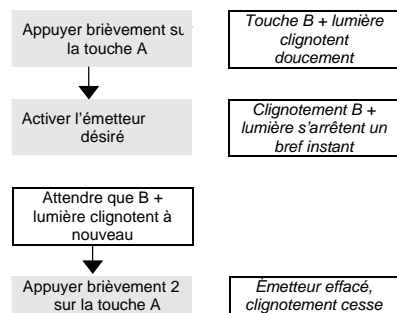 Appuyer brièvement su
la touche A
Touche B + lumière
clignotent
doucement
Activer l'émetteur
désiré
Clignotement B +
lumière s'arrêtent un
bref instant
Attendre que B +
lumière clignotent à
nouveau
Appuyer brièvement 2
sur la touche A
Émetteur effacé,
clignotement cesse